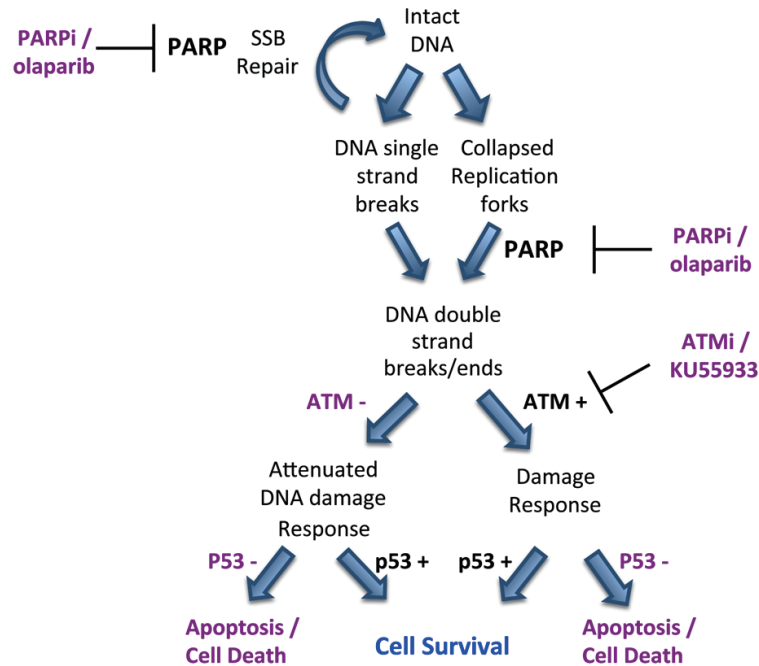 PARPi /
olaparib
PARP
SSB
Repair
Intact
DNA
DNA single
strand
breaks
Collapsed
Replication
forks
PARP
PARPi /
olaparib
DNA double
strand
breaks/ends
ATMi /
KU55933
ATM -
ATM +
Attenuated
DNA damage
Response
Damage
Response
P53 -
p53 +
p53 +
P53 -
Apoptosis /
Cell Death
Cell Survival
Apoptosis /
Cell Death